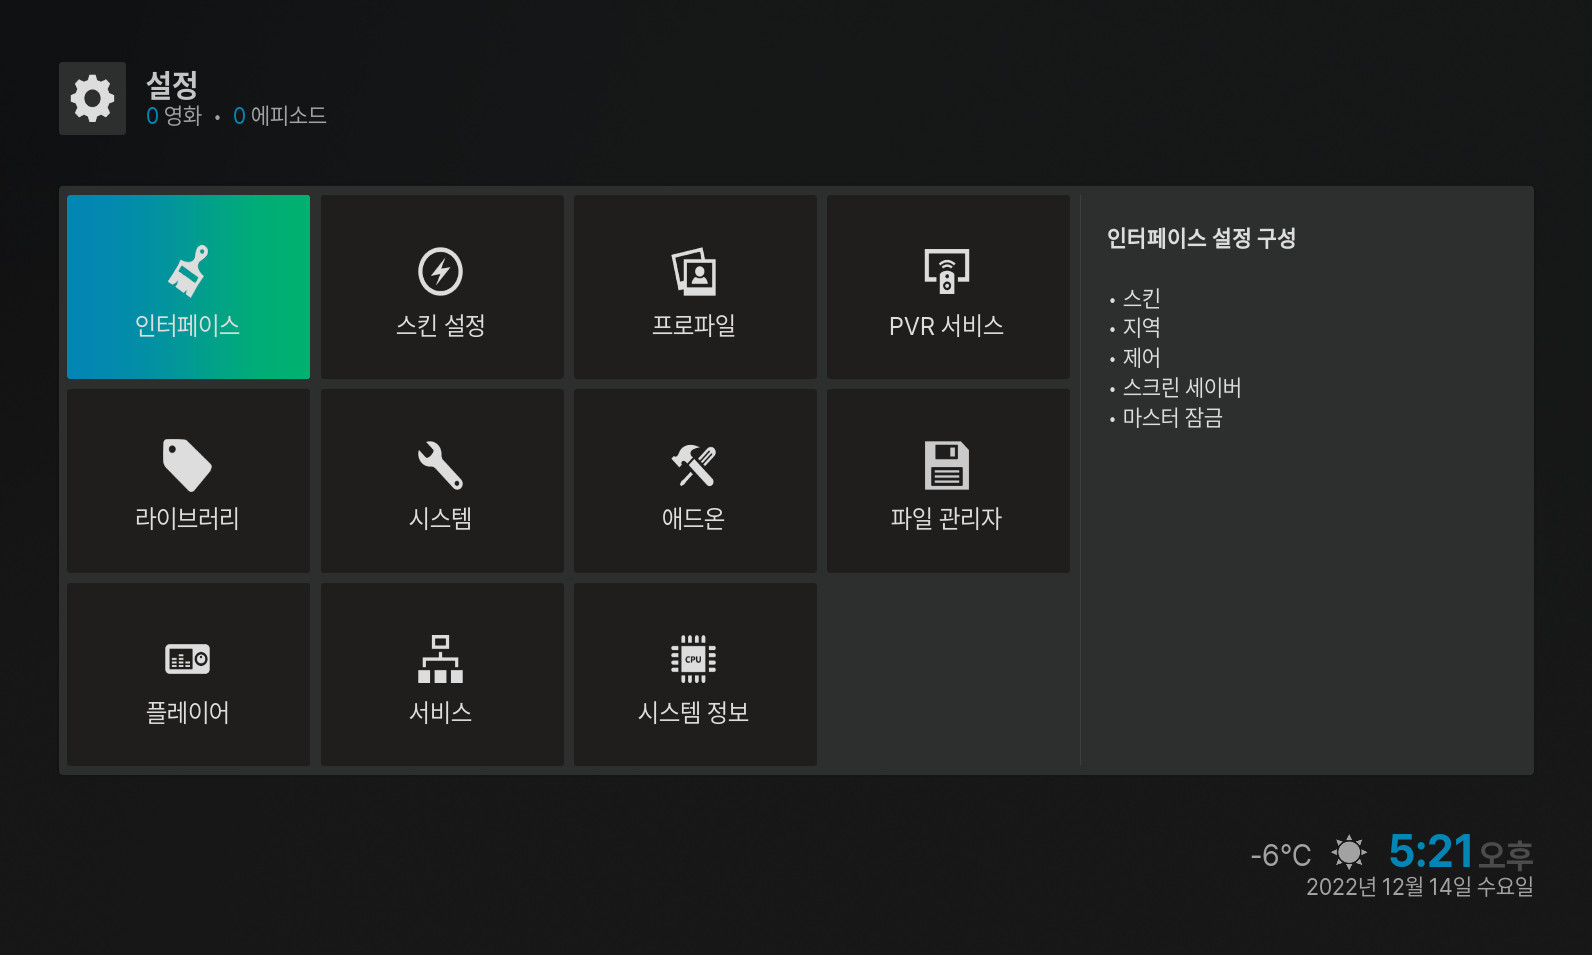 설정
0 영화 • 0 에피소드
인터페이스
스킨 설정
프로파일
PVR 서비스
라이브러리
시스템
애드온
파일 관리자
플레이어
서비스
CPU
시스템 정보
인터페이스 설정 구성
• 스킨
• 지역
• 제어
• 스크린 세이버
• 마스터 잠금
-6°C 5:21 오후
2022년 12월 14일 수요일